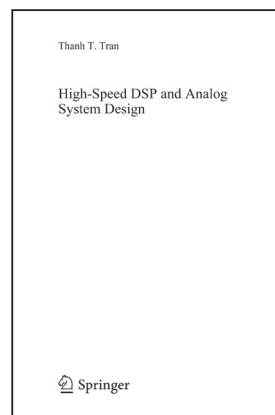 Thanh T. Tran
High-Speed DSP and Analog
System Design
Springer